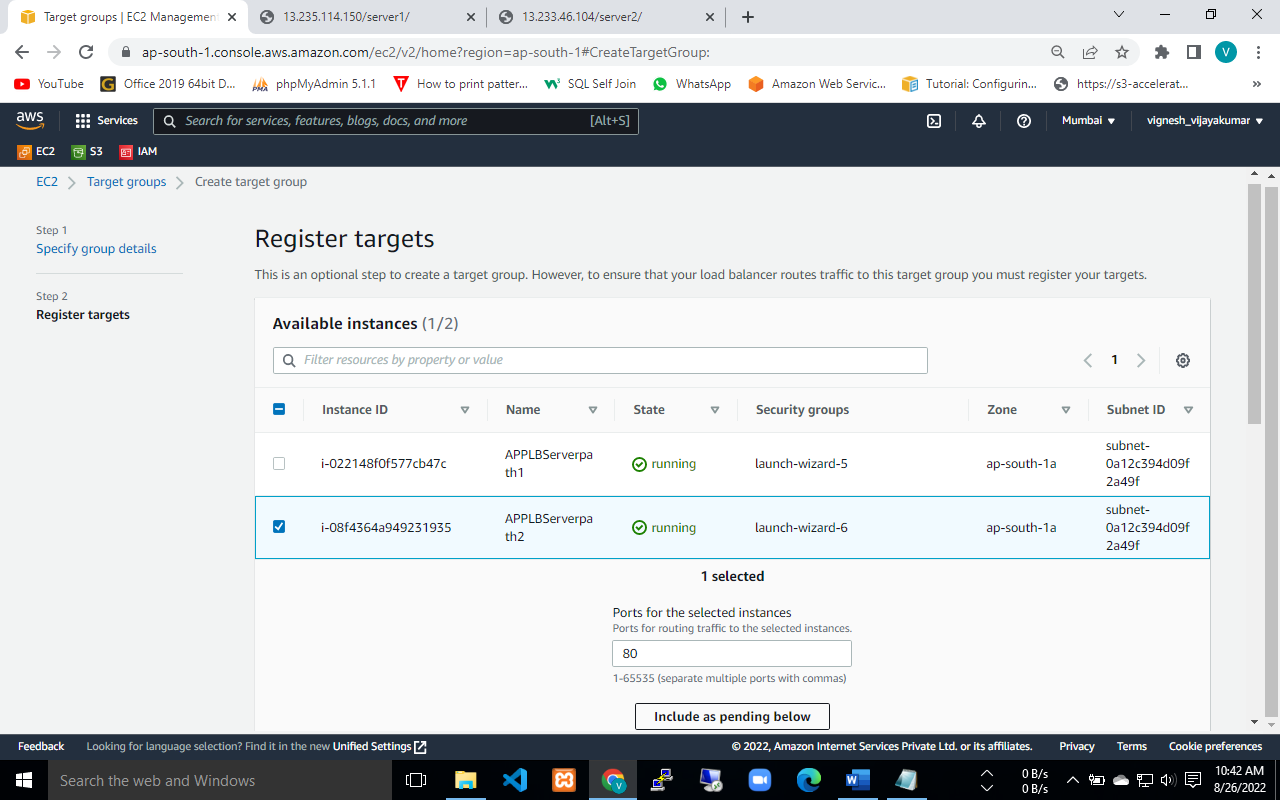 Target groups | EC2 Management
13.235.114.150/server1/
13.233.46.104/server2/
ap-south-1.console.aws.amazon.com/ec2/v2/home?region=ap-south-1#CreateTargetGroup:
V
YouTube
Office 2019 64bit D...
phpMyAdmin 5.1.1
How to print patter...
SQL Self Join
WhatsApp
Amazon Web Servic...
Tutorial: Configurin...
https://s3-accelerat...
»
aws
Services
Search for services, features, blogs, docs, and more
[Alt+S]
Mumbai
vignesh_vijayakumar
EC2
S3
IAM
EC2
Target groups
Create target group
Step 1
Specify group details
Step 2
Register targets
Register targets
This is an optional step to create a target group. However, to ensure that your load balancer routes traffic to this target group you must register your targets.
Available instances (1/2)
Filter resources by property or value
1
Instance ID
Name
State
Security groups
Zone
Subnet ID
i-022148f0f577cb47c
APPLBServerpa
th1
running
launch-wizard-5
ap-south-1a
subnet-
0a12c394d09f
2a49f
i-08f4364a949231935
APPLBServerpa
th2
running
launch-wizard-6
ap-south-1a
subnet-
0a12c394d09f
2a49f
1 selected
Ports for the selected instances
Ports for routing traffic to the selected instances.
80
1-65535 (separate multiple ports with commas)
Include as pending below
Feedback
Looking for language selection? Find it in the new Unified Settings
© 2022, Amazon Internet Services Private Ltd. or its affiliates.
Privacy
Terms
Cookie preferences
Search the web and Windows
0 B/s
0 B/s
10:42 AM
8/26/2022